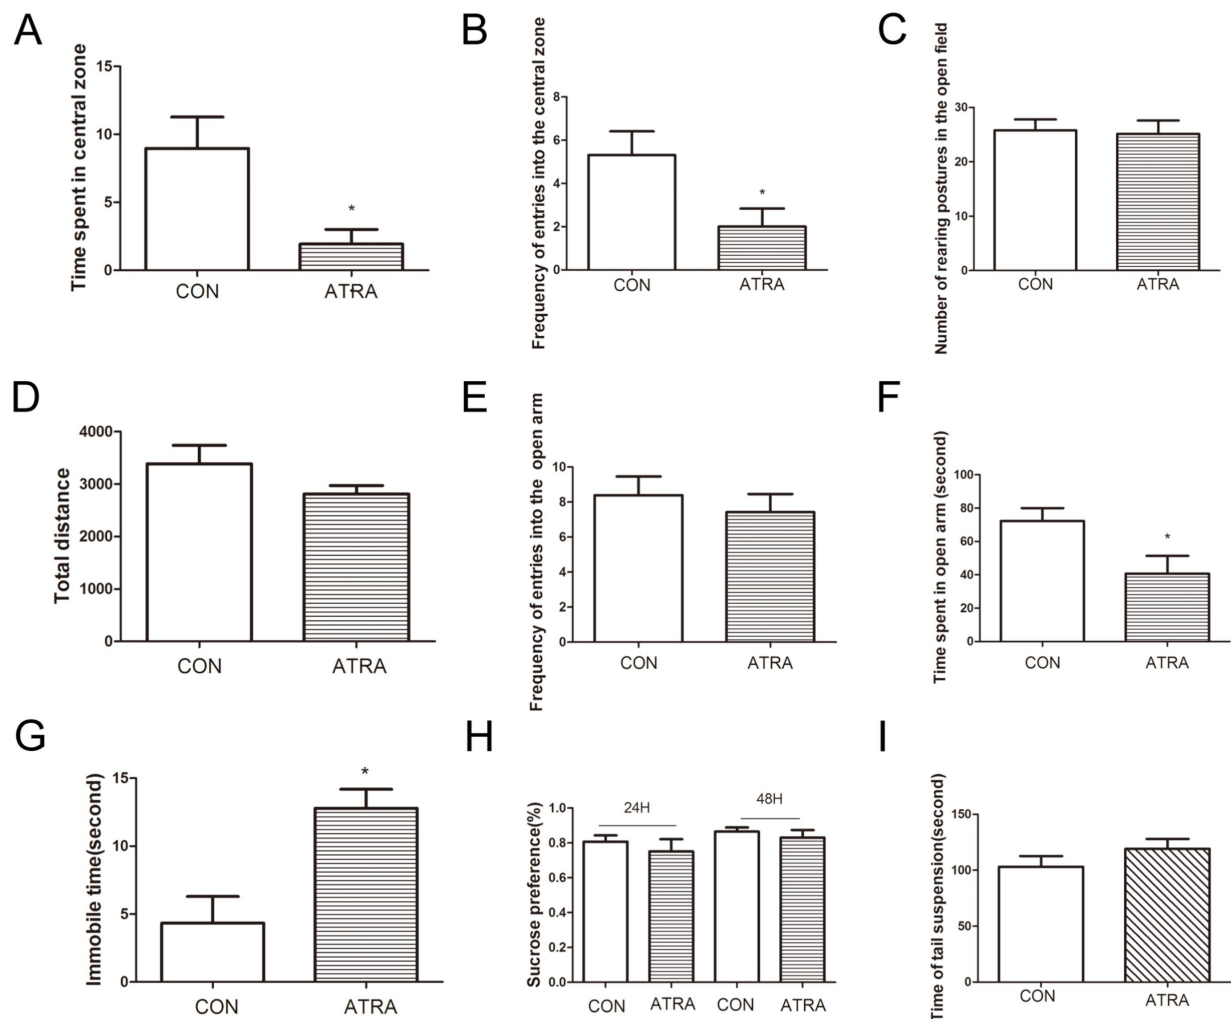 A
Time spent in central zone
15
10
5
0
*
CON
ATRA
B
Frequency of entries into the central zone
8
6
4
2
0
*
CON
ATRA
C
Number of rearing postures in the open field
30
20
10
0
CON
ATRA
D
Total distance
4000
3000
2000
1000
0
CON
ATRA
E
Frequency of entries into the open arm
10
8
6
4
2
0
CON
ATRA
F
Time spent in open arm (second)
100
80
60
40
20
0
*
CON
ATRA
G
Immobile time(second)
15
10
5
0
*
CON
ATRA
H
Sucrose preference(%)
1.0
0.8
0.6
0.4
0.2
0.0
24H
48H
CON
ATRA
CON
ATRA
I
Time of tail suspension(second)
150
100
50
0
CON
ATRA